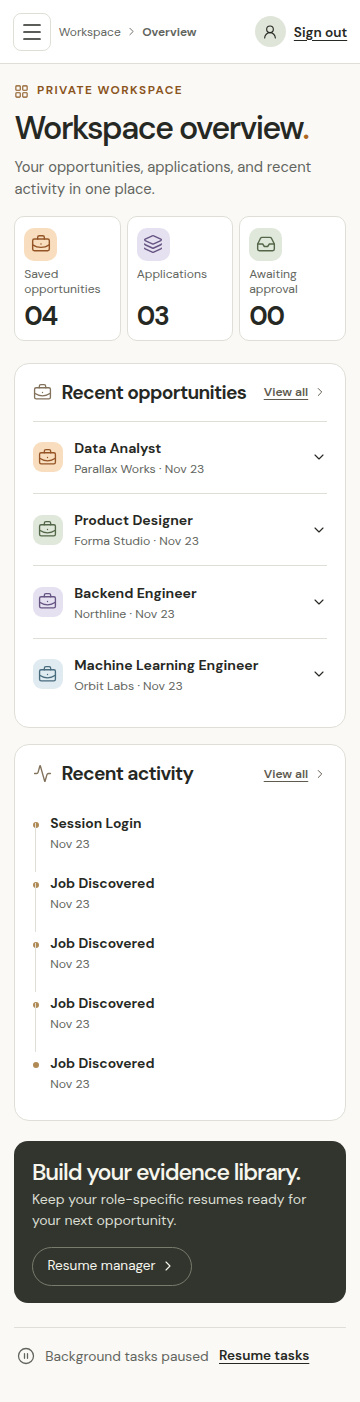 Workspace > Overview
Sign out
PRIVATE WORKSPACE
Workspace overview.
Your opportunities, applications, and recent
activity in one place.
Saved
opportunities
04
Applications
03
Awaiting
approval
00
Recent opportunities
View all
Data Analyst
Parallax Works · Nov 23
Product Designer
Forma Studio · Nov 23
Backend Engineer
Northline · Nov 23
Machine Learning Engineer
Orbit Labs · Nov 23
Recent activity
View all
Session Login
Nov 23
Job Discovered
Nov 23
Job Discovered
Nov 23
Job Discovered
Nov 23
Job Discovered
Nov 23
Build your evidence library.
Keep your role-specific resumes ready for
your next opportunity.
Resume manager
Background tasks paused
Resume tasks